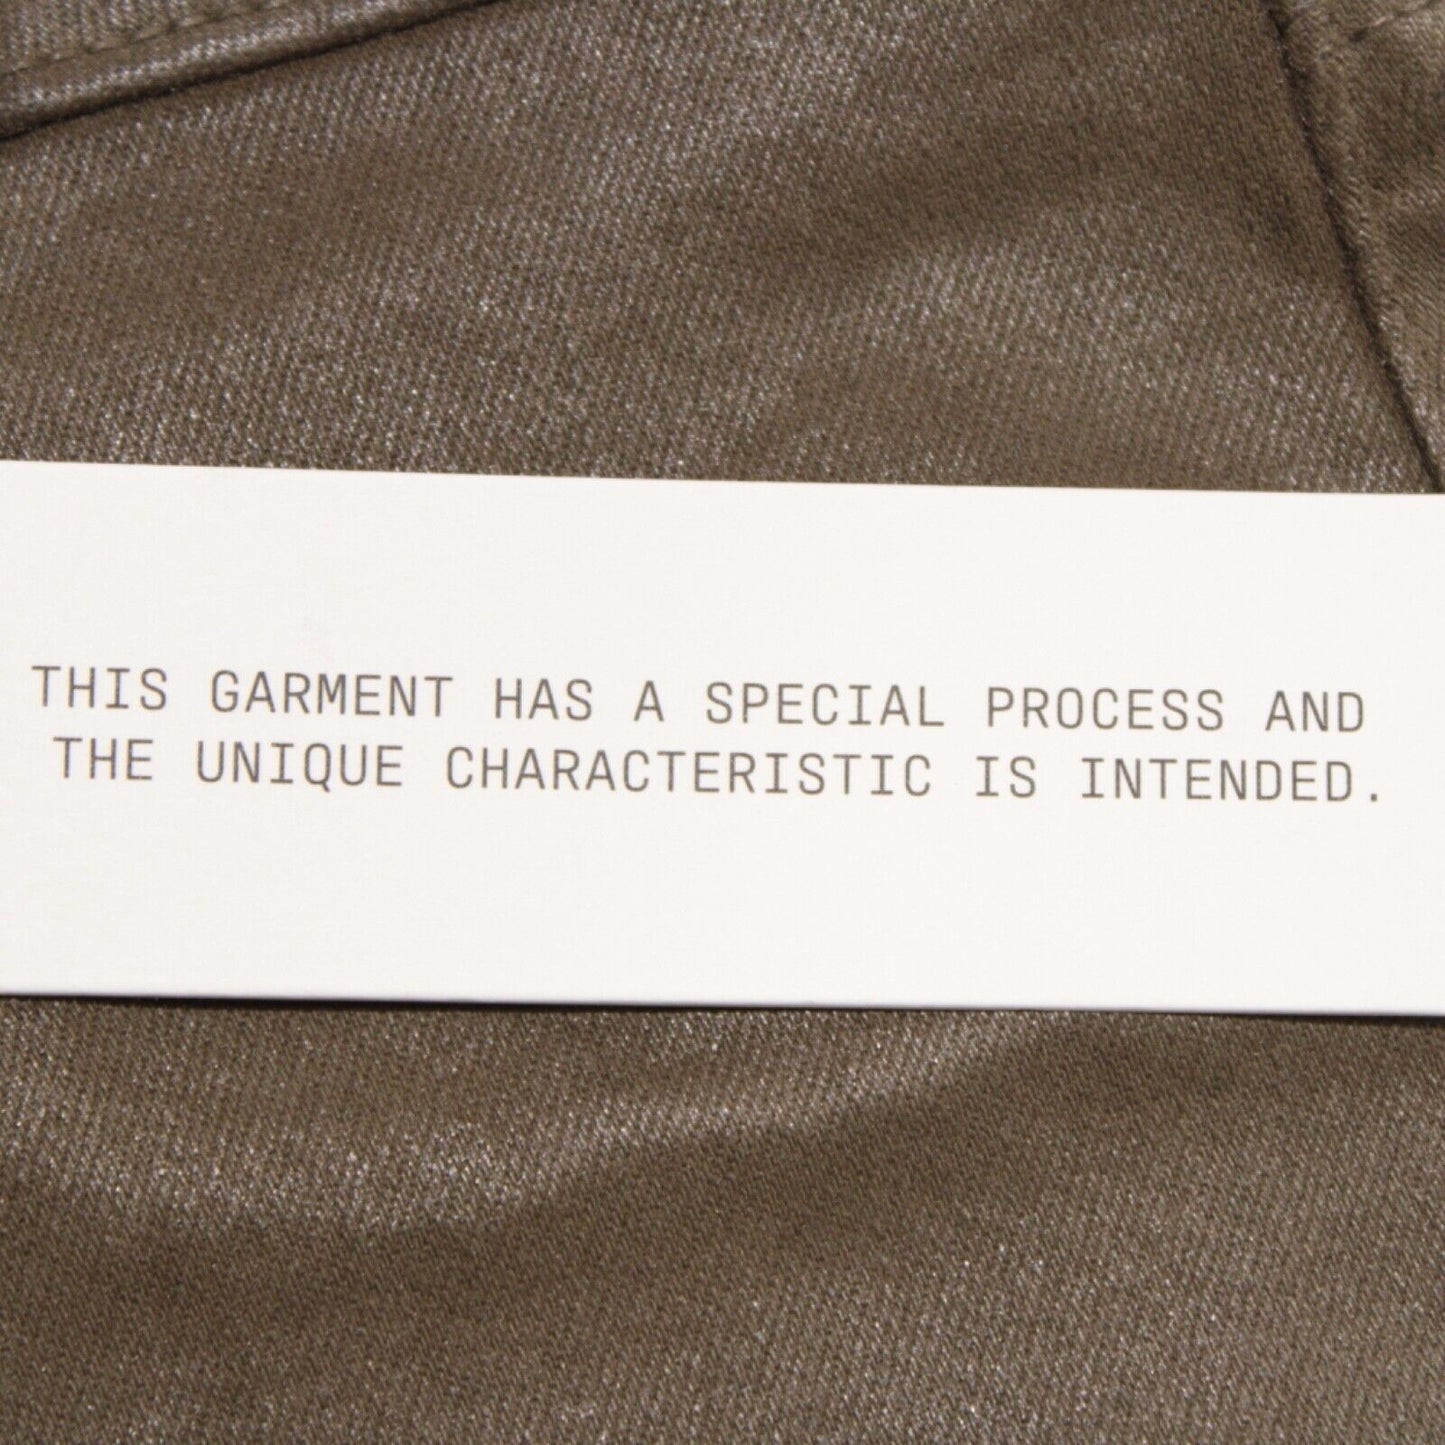 THIS GARMENT HAS A SPECIAL PROCESS AND
THE UNIQUE CHARACTERISTIC IS INTENDED.